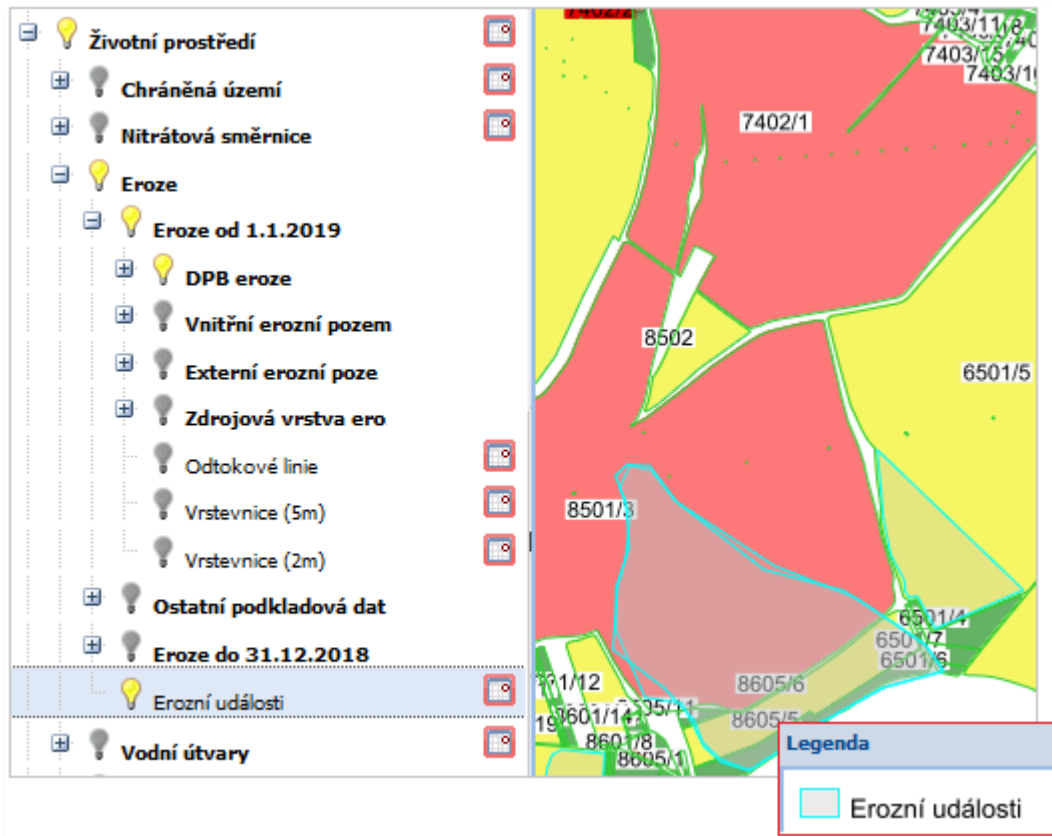 Životní prostředí
Chráněná území
Nitrátová směrnice
Eroze
Eroze od 1.1.2019
DPB eroze
Vnitřní erozní pozem
Externí erozní poze
Zdrojová vrstva ero
Odtokové linie
Vrstevnice (5m)
Vrstevnice (2m)
Ostatní podkladová dat
Eroze do 31.12.2018
Erozní události
Vodní útvary
7403/11
7403/15
7402/1
8502
6501/5
8501/3
6501/4
6501/7
6501/6
8605/6
8605/5
8601/14
8601/8
8605/1
Legenda
Erozní události